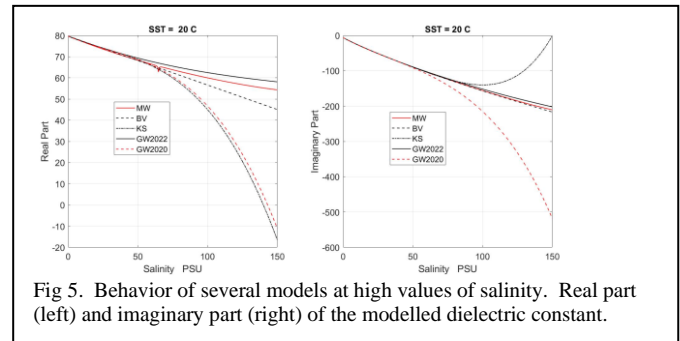 SST = 20 C
80
70
60
50
40
30
20
10
0
-10
-20
0
50
100
150
Real Part
Salinity PSU
MW
BV
KS
GW2022
GW2020
SST = 20 C
0
-100
-200
-300
-400
-500
-600
0
50
100
150
Imaginary Part
Salinity PSU
MW
BV
KS
GW2022
GW2020
Fig 5. Behavior of several models at high values of salinity. Real part
(left) and imaginary part (right) of the modelled dielectric constant.